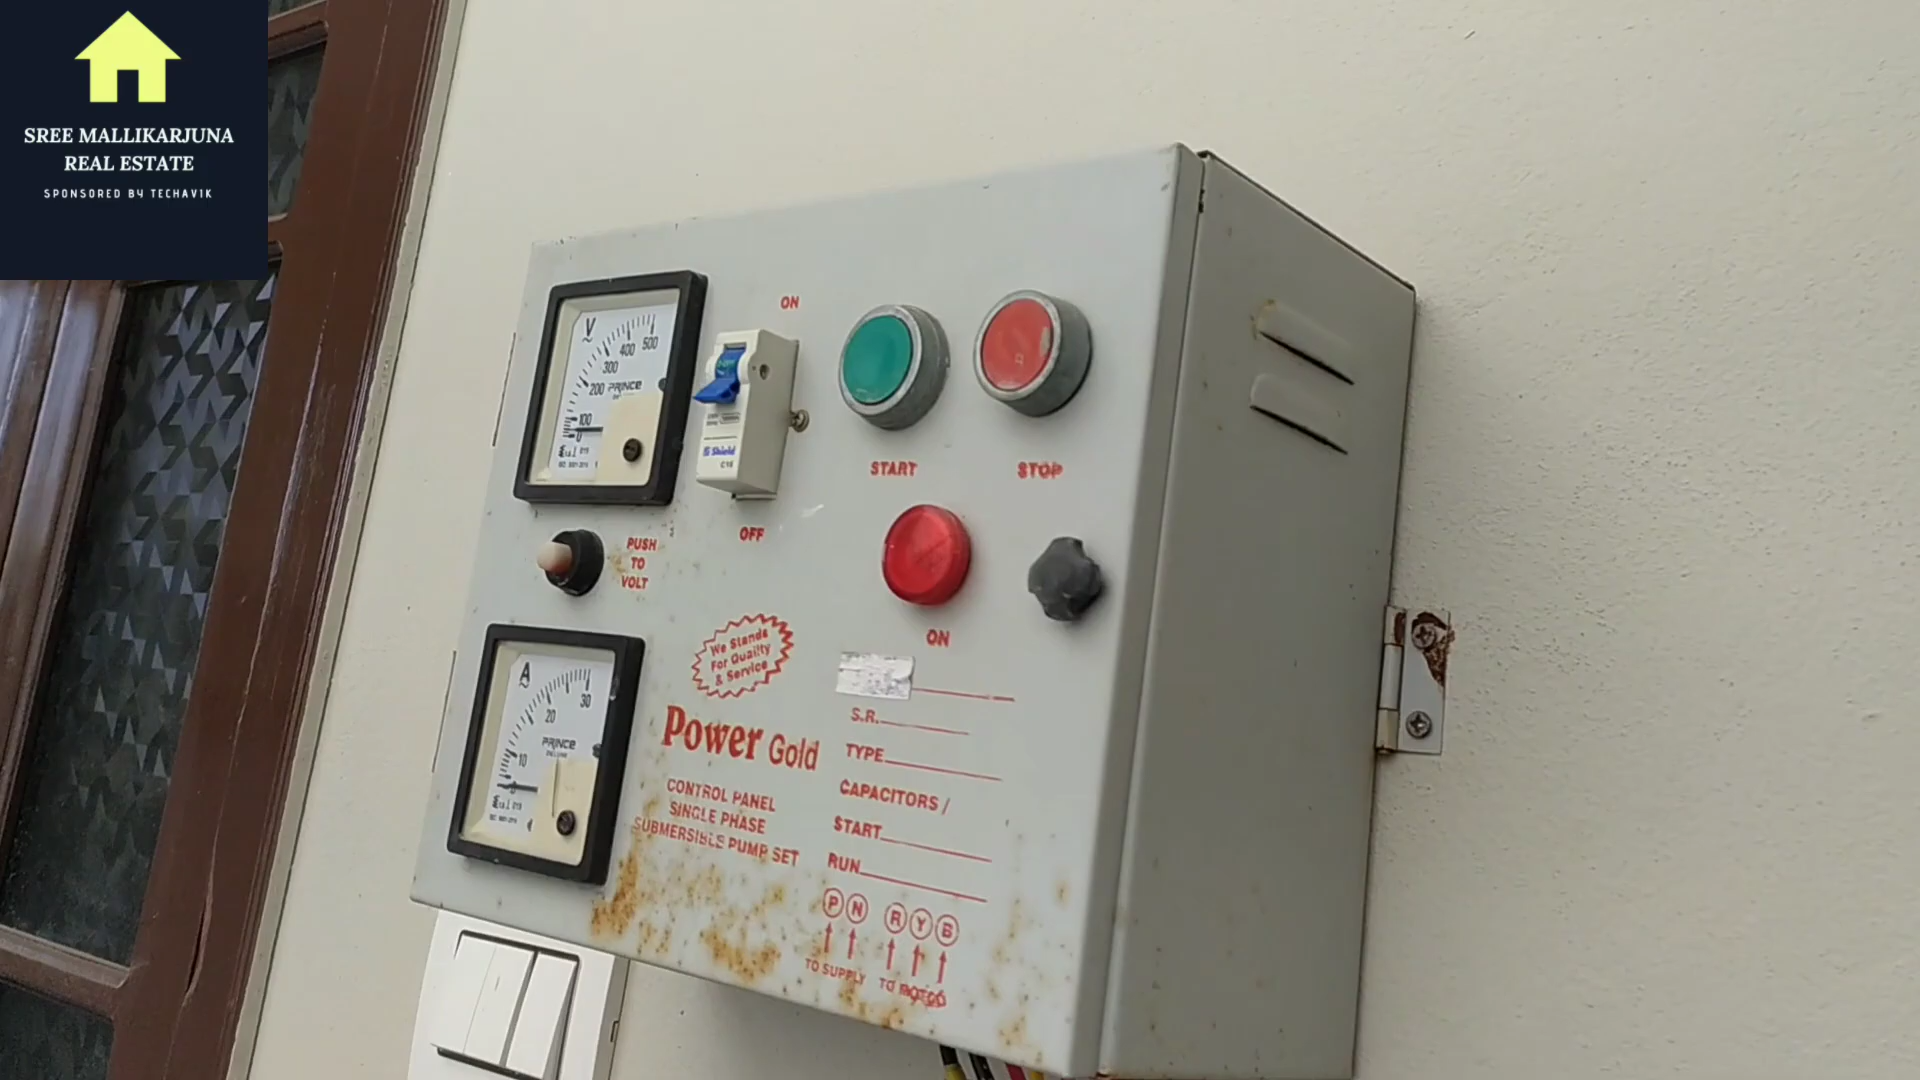 SREE MALLIKARJUNA
REAL ESTATE
SPONSORED BY TECHAVIK
V
500
400
300
200
100
0
PRINCE
ON
Shield
C16
OFF
START
STOP
PUSH
TO
VOLT
ON
A
30
20
10
PRINCE
We Stands
For Quality
& Service
Power Gold
CONTROL PANEL
SINGLE PHASE
SUBMERSIBLE PUMP SET
S.R.
TYPE
CAPACITORS /
START
RUN
P N R Y B
TO SUPPLY TO